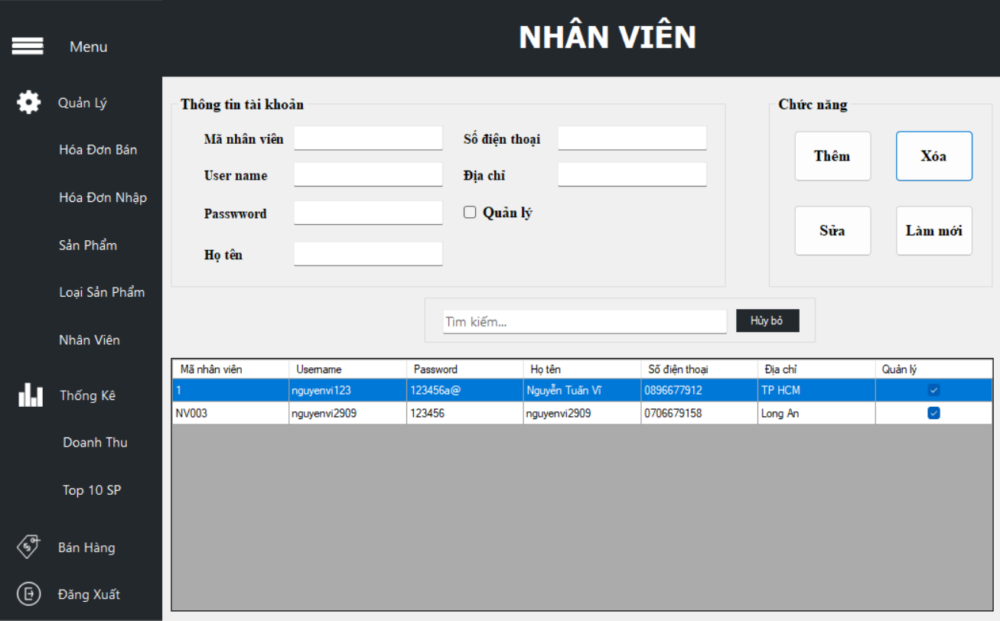 NHÂN VIÊN
Menu
Quản Lý
Hóa Đơn Bán
Hóa Đơn Nhập
Sản Phẩm
Loại Sản Phẩm
Nhân Viên
Thống Kê
Doanh Thu
Top 10 SP
Bán Hàng
Đăng Xuất
Thông tin tài khoản
Mã nhân viên
Số điện thoại
User name
Địa chỉ
Passwword
Quản lý
Họ tên
Chức năng
Thêm Xóa
Sửa Làm mới
Tìm kiếm... Hủy bỏ
Mã nhân viên Username Password Họ tên Số điện thoại Địa chỉ Quản lý
1 nguyenvi123 123456a@ Nguyễn Tuấn Vĩ 0896677912 TP HCM
NV003 nguyenvi2909 123456 nguyenvi2909 0706679158 Long An